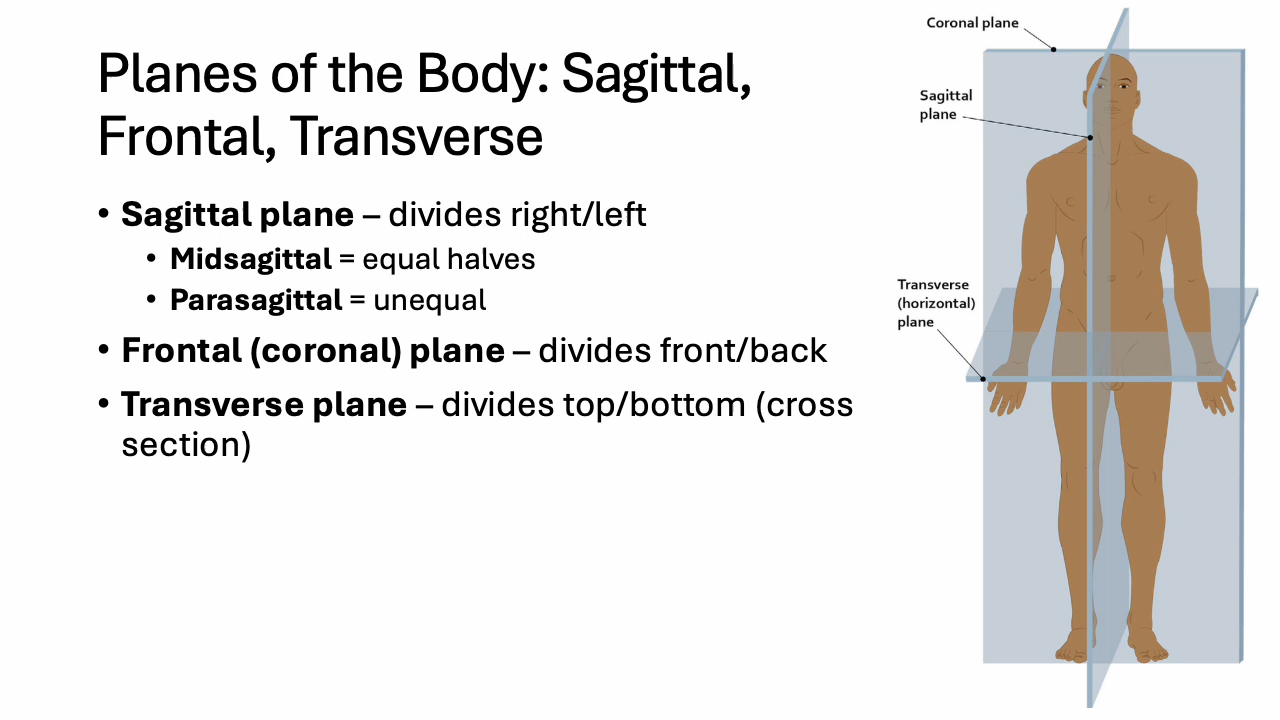 Planes of the Body: Sagittal,
Frontal, Transverse
• Sagittal plane – divides right/left
• Midsagittal = equal halves
• Parasagittal = unequal
• Frontal (coronal) plane – divides front/back
• Transverse plane – divides top/bottom (cross
section)
Coronal plane
Sagittal
plane
Transverse
(horizontal)
plane